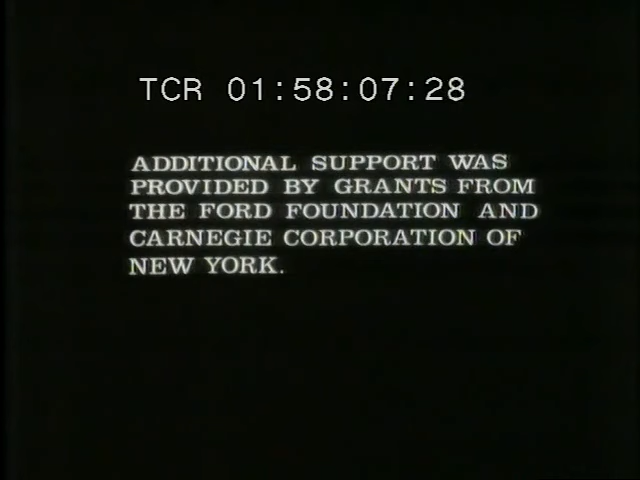 TCR 01:58:07:28
ADDITIONAL SUPPORT WAS
PROVIDED BY GRANTS FROM
THE FORD FOUNDATION AND
CARNEGIE CORPORATION OF
NEW YORK.